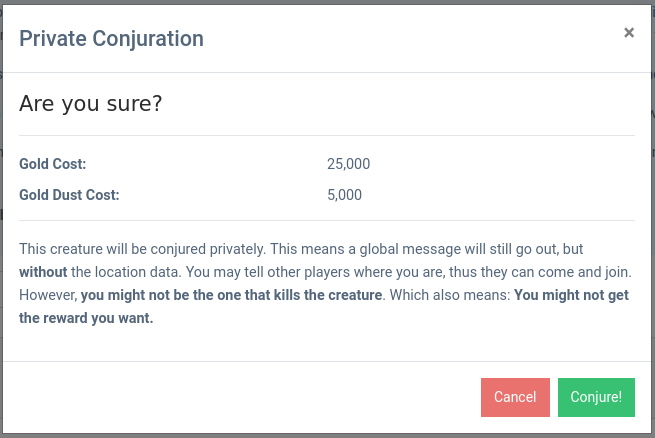 Private Conjuration
×
Are you sure?
Gold Cost: 25,000
Gold Dust Cost: 5,000
This creature will be conjured privately. This means a global message will still go out, but
without the location data. You may tell other players where you are, thus they can come and join.
However, you might not be the one that kills the creature. Which also means: You might not get
the reward you want.
Cancel Conjure!